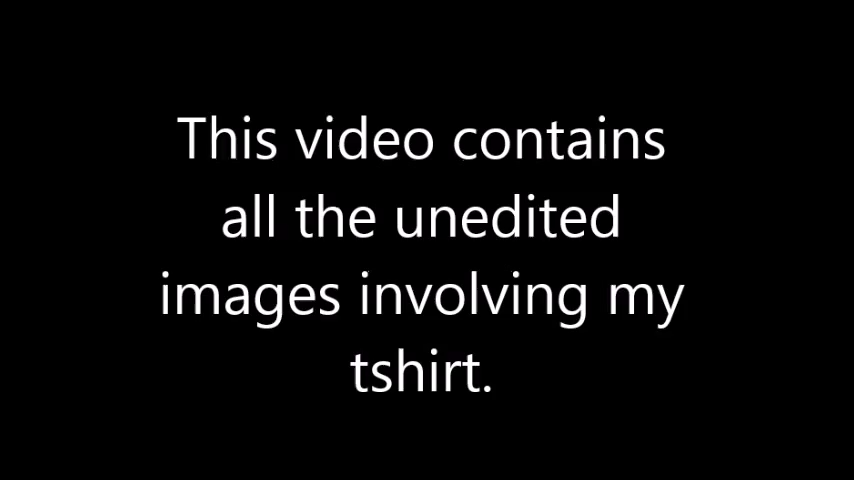 This video contains
all the unedited
images involving my
tshirt.